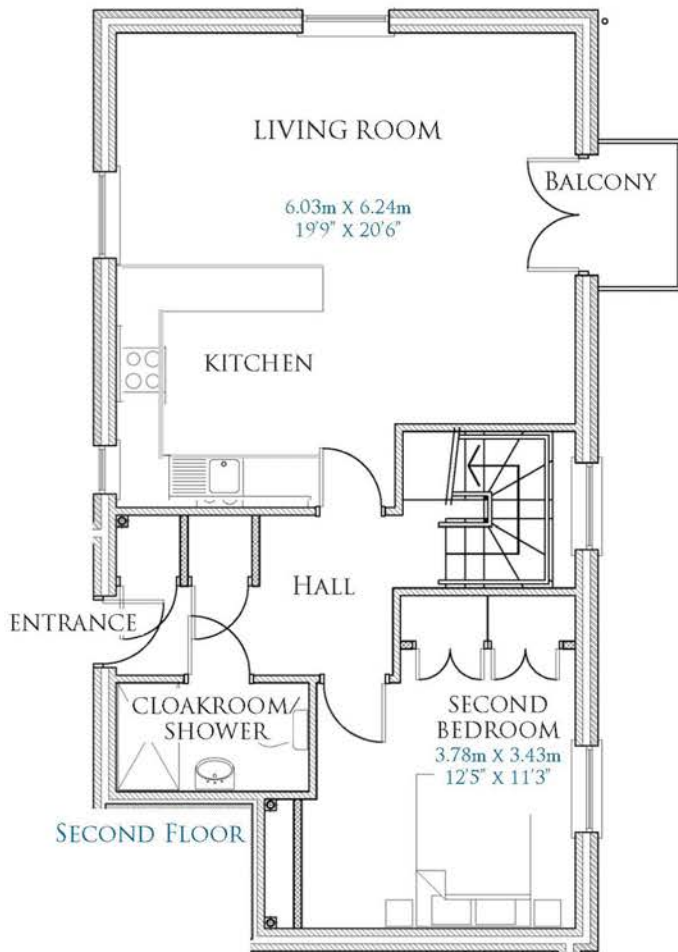 LIVING ROOM
6.03m X 6.24m
19'9" X 20'6"
BALCONY
KITCHEN
HALL
ENTRANCE
CLOAKROOM/
SHOWER
SECOND
BEDROOM
3.78m X 3.43m
12'5" X 11'3"
SECOND FLOOR